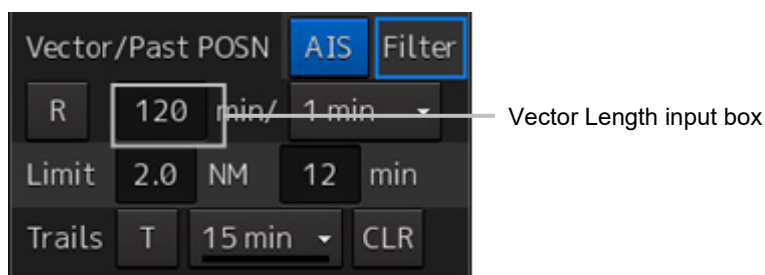 Vector/Past POSN AIS Filter
R 120 min/ 1 min
Vector Length input box
Limit 2.0 NM 12 min
Trails T 15 min CLR